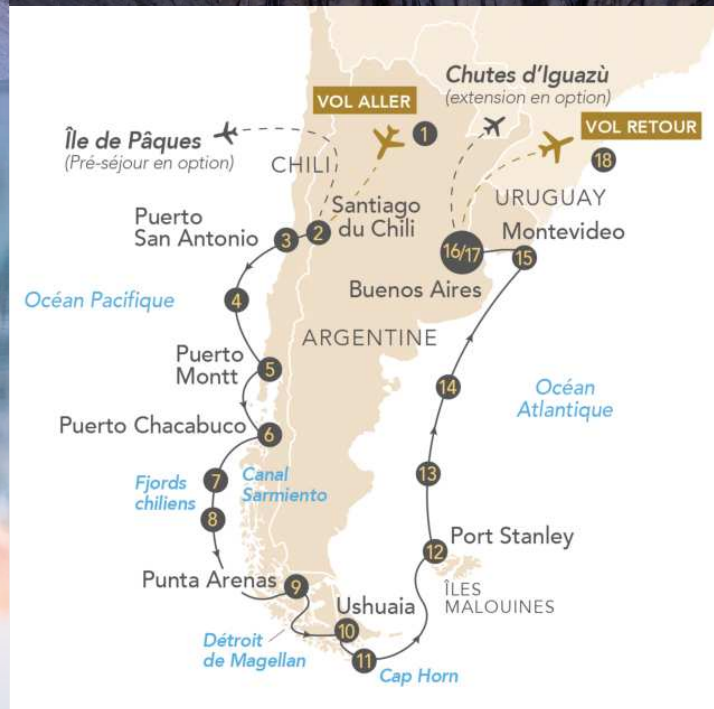 Chutes d'Iguazù
(extension en option)
VOL ALLER
1
VOL RETOUR
18
Île de Pâques
(Pré-séjour en option)
CHILI
URUGUAY
Puerto
San Antonio
3
2
Santiago
du Chili
16/17
Montevideo
15
Buenos Aires
Océan Pacifique
4
ARGENTINE
Puerto
Montt
5
14
Océan
Atlantique
Puerto Chacabuco
6
7
Fjords
chiliens
Canal
Sarmiento
13
8
12
Port Stanley
Punta Arenas
9
ÎLES
MALOUINES
Ushuaia
10
Détroit
de Magellan
11
Cap Horn